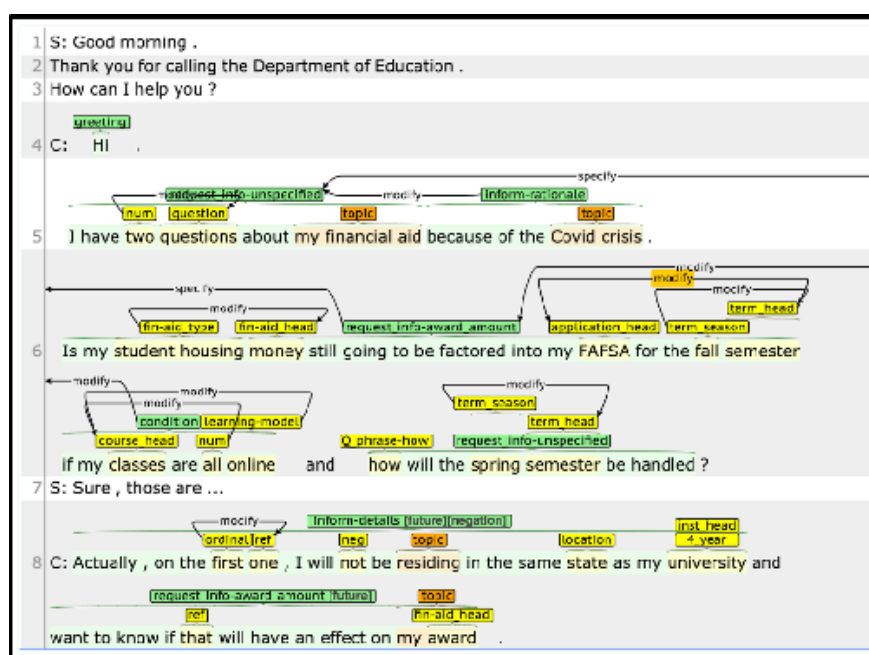 1 S: Good morning .
2 Thank you for calling the Department of Education .
3 How can I help you ?
greeting
4 C: Hi .
specify
request_info-unspecified modify inform-rationale
num question topic topic
5 I have two questions about my financial aid because of the Covid crisis .
modify
specify modify
modify modify
term_head
fin-aid_type fin-aid_head request_info-award_amount application_head term_season
6 Is my student housing money still going to be factored into my FAFSA for the fall semester
modify
modify modify
modify term_season
condition learning-model term_head
course_head num Q_phrase-how request_info-unspecified
if my classes are all online and how will the spring semester be handled ?
7 S: Sure , those are ...
modify inform-details [future][negation] inst_head
ordinal ref neg topic location 4_year
8 C: Actually , on the first one , I will not be residing in the same state as my university and
request_info-award_amount [future] topic
ref fin-aid_head
want to know if that will have an effect on my award .